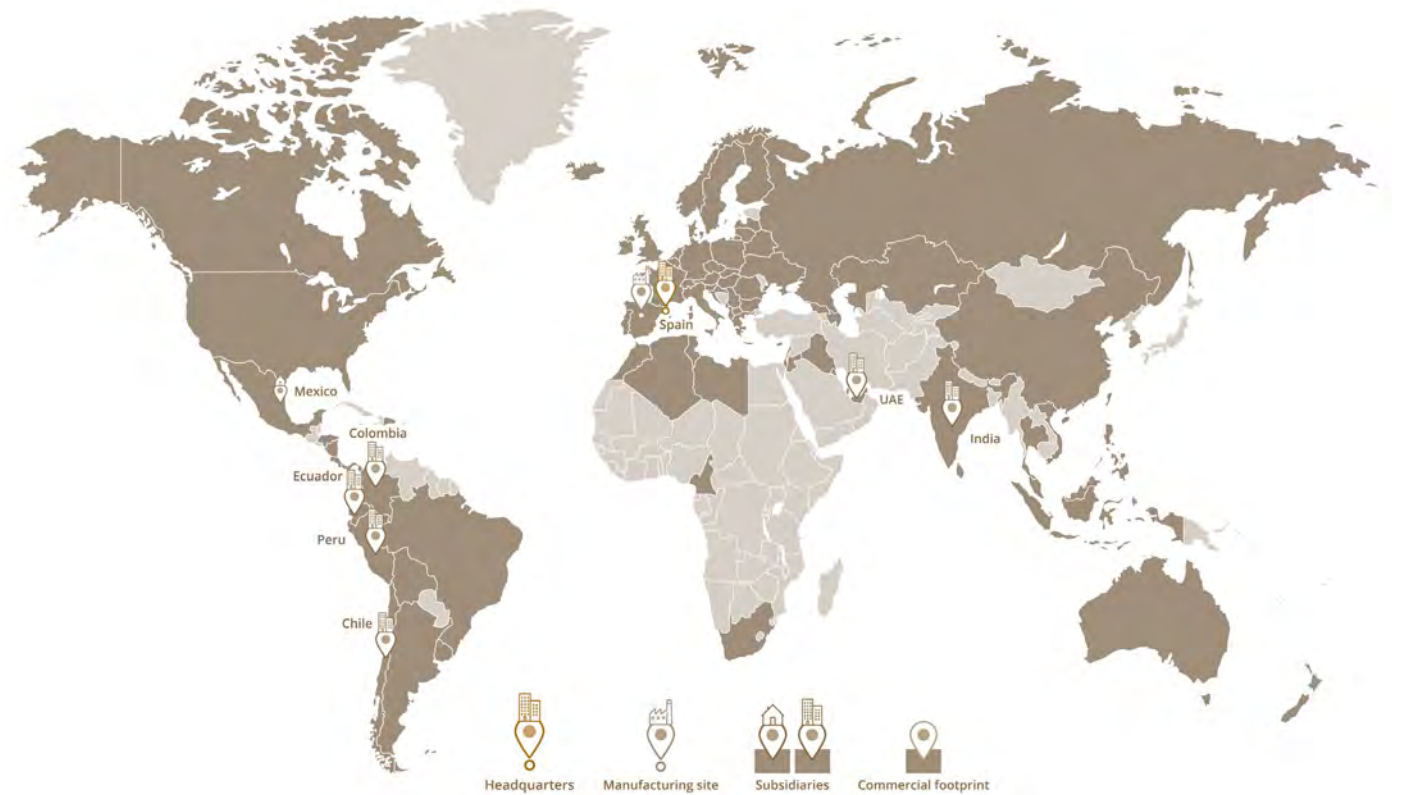 Spain
Mexico
UAE
Colombia
India
Ecuador
Peru
Chile
Headquarters
Manufacturing site
Subsidiaries
Commercial footprint